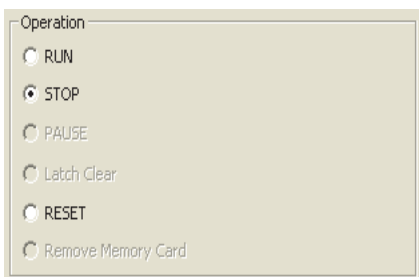 Operation
RUN
STOP
PAUSE
Latch Clear
RESET
Remove Memory Card